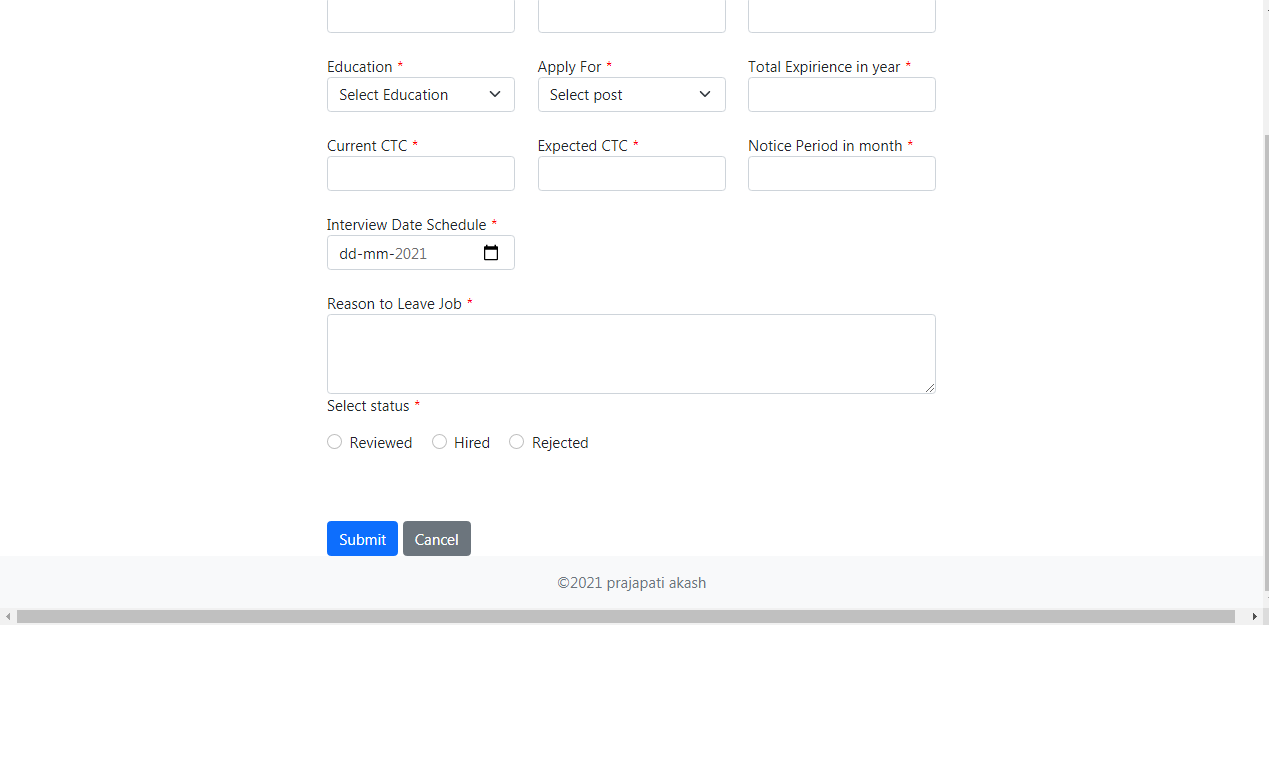 Education * Apply For * Total Expirience in year *
Select Education Select post
Current CTC * Expected CTC * Notice Period in month *
Interview Date Schedule *
dd-mm-2021
Reason to Leave Job *
Select status *
Reviewed Hired Rejected
Submit Cancel
©2021 prajapati akash